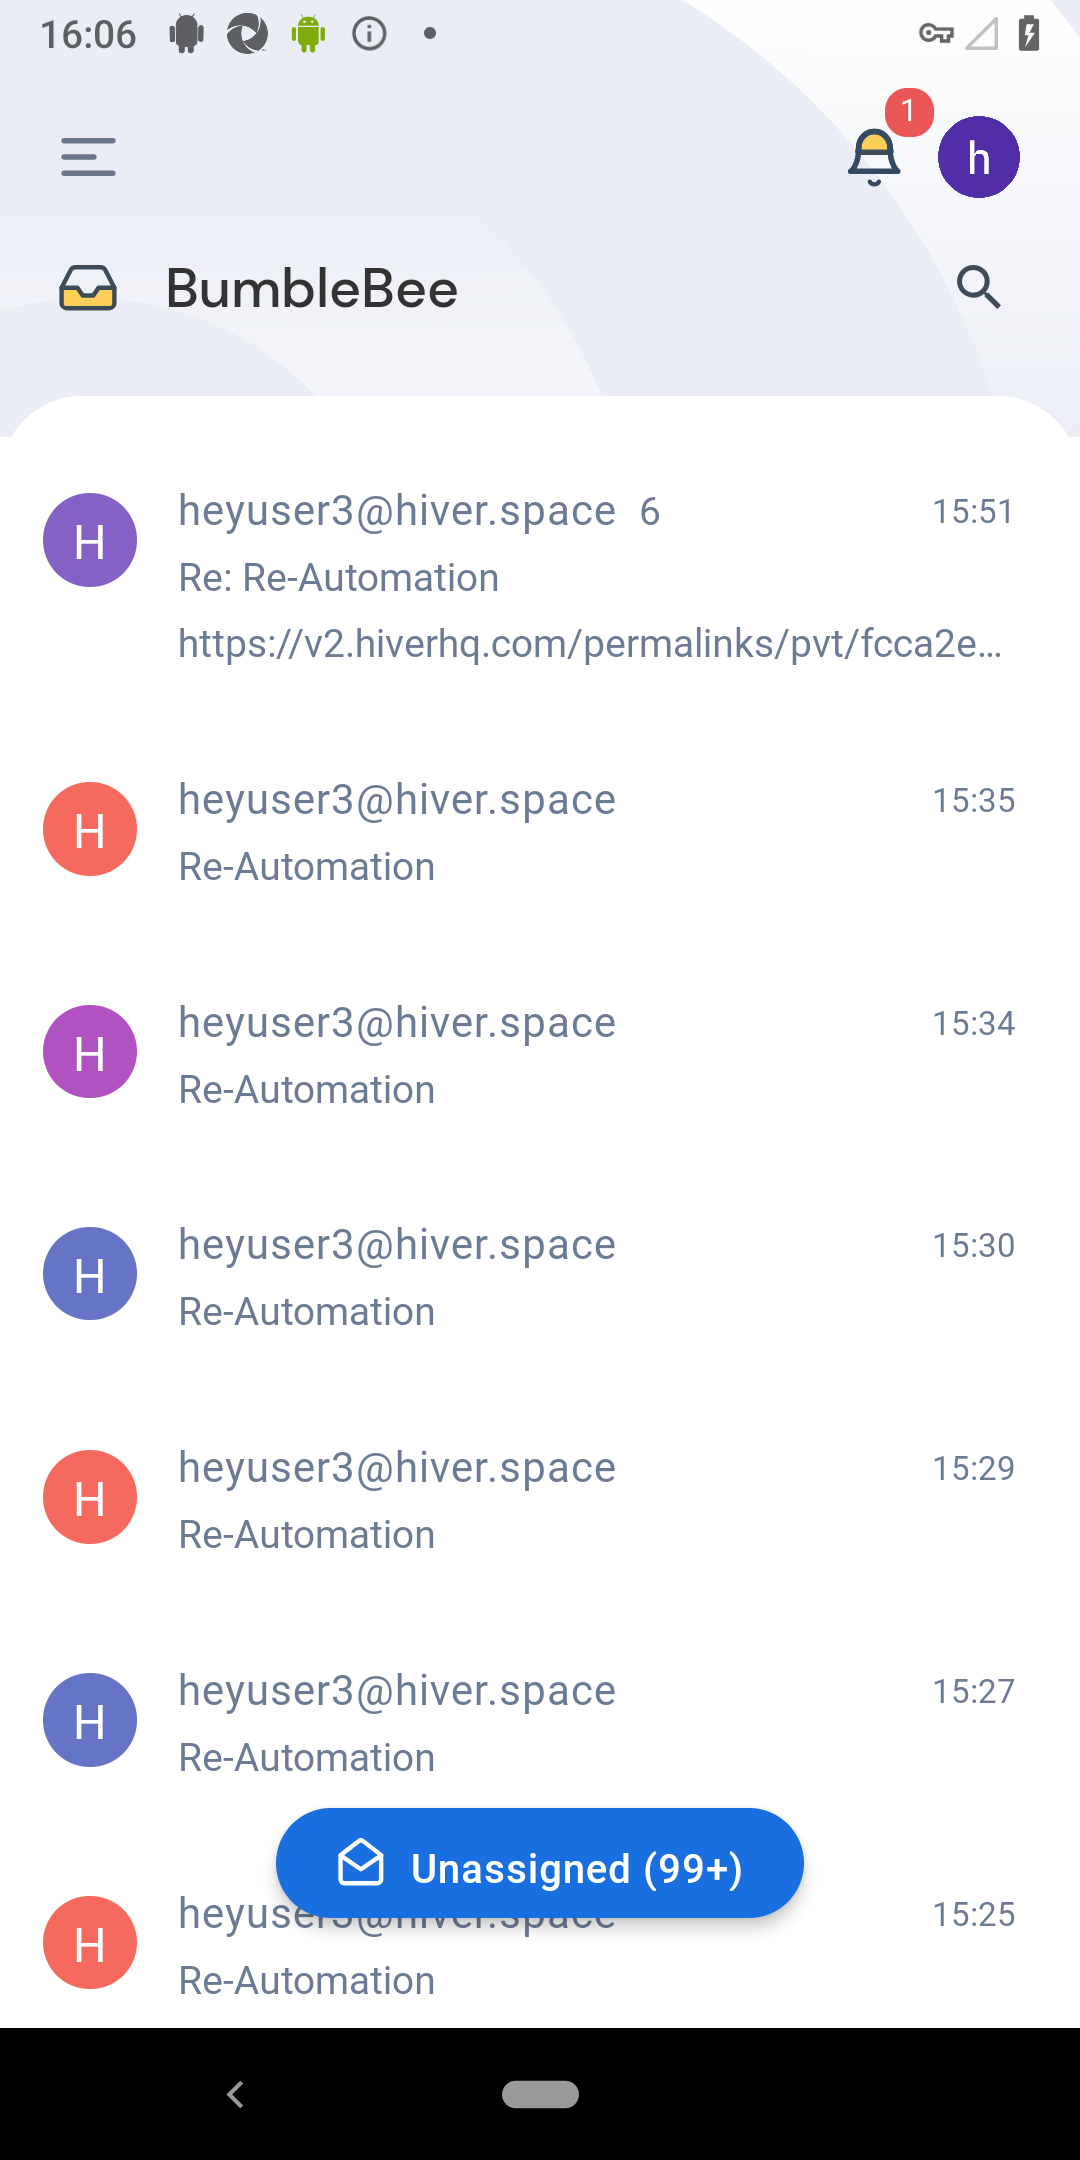 16:06
1
h
BumbleBee
H
heyuser3@hiver.space 6
15:51
Re: Re-Automation
https://v2.hiverhq.com/permalinks/pvt/fcca2e...
H
heyuser3@hiver.space
15:35
Re-Automation
H
heyuser3@hiver.space
15:34
Re-Automation
H
heyuser3@hiver.space
15:30
Re-Automation
H
heyuser3@hiver.space
15:29
Re-Automation
H
heyuser3@hiver.space
15:27
Re-Automation
Unassigned (99+)
H
heyuser3@hiver.space
15:25
Re-Automation